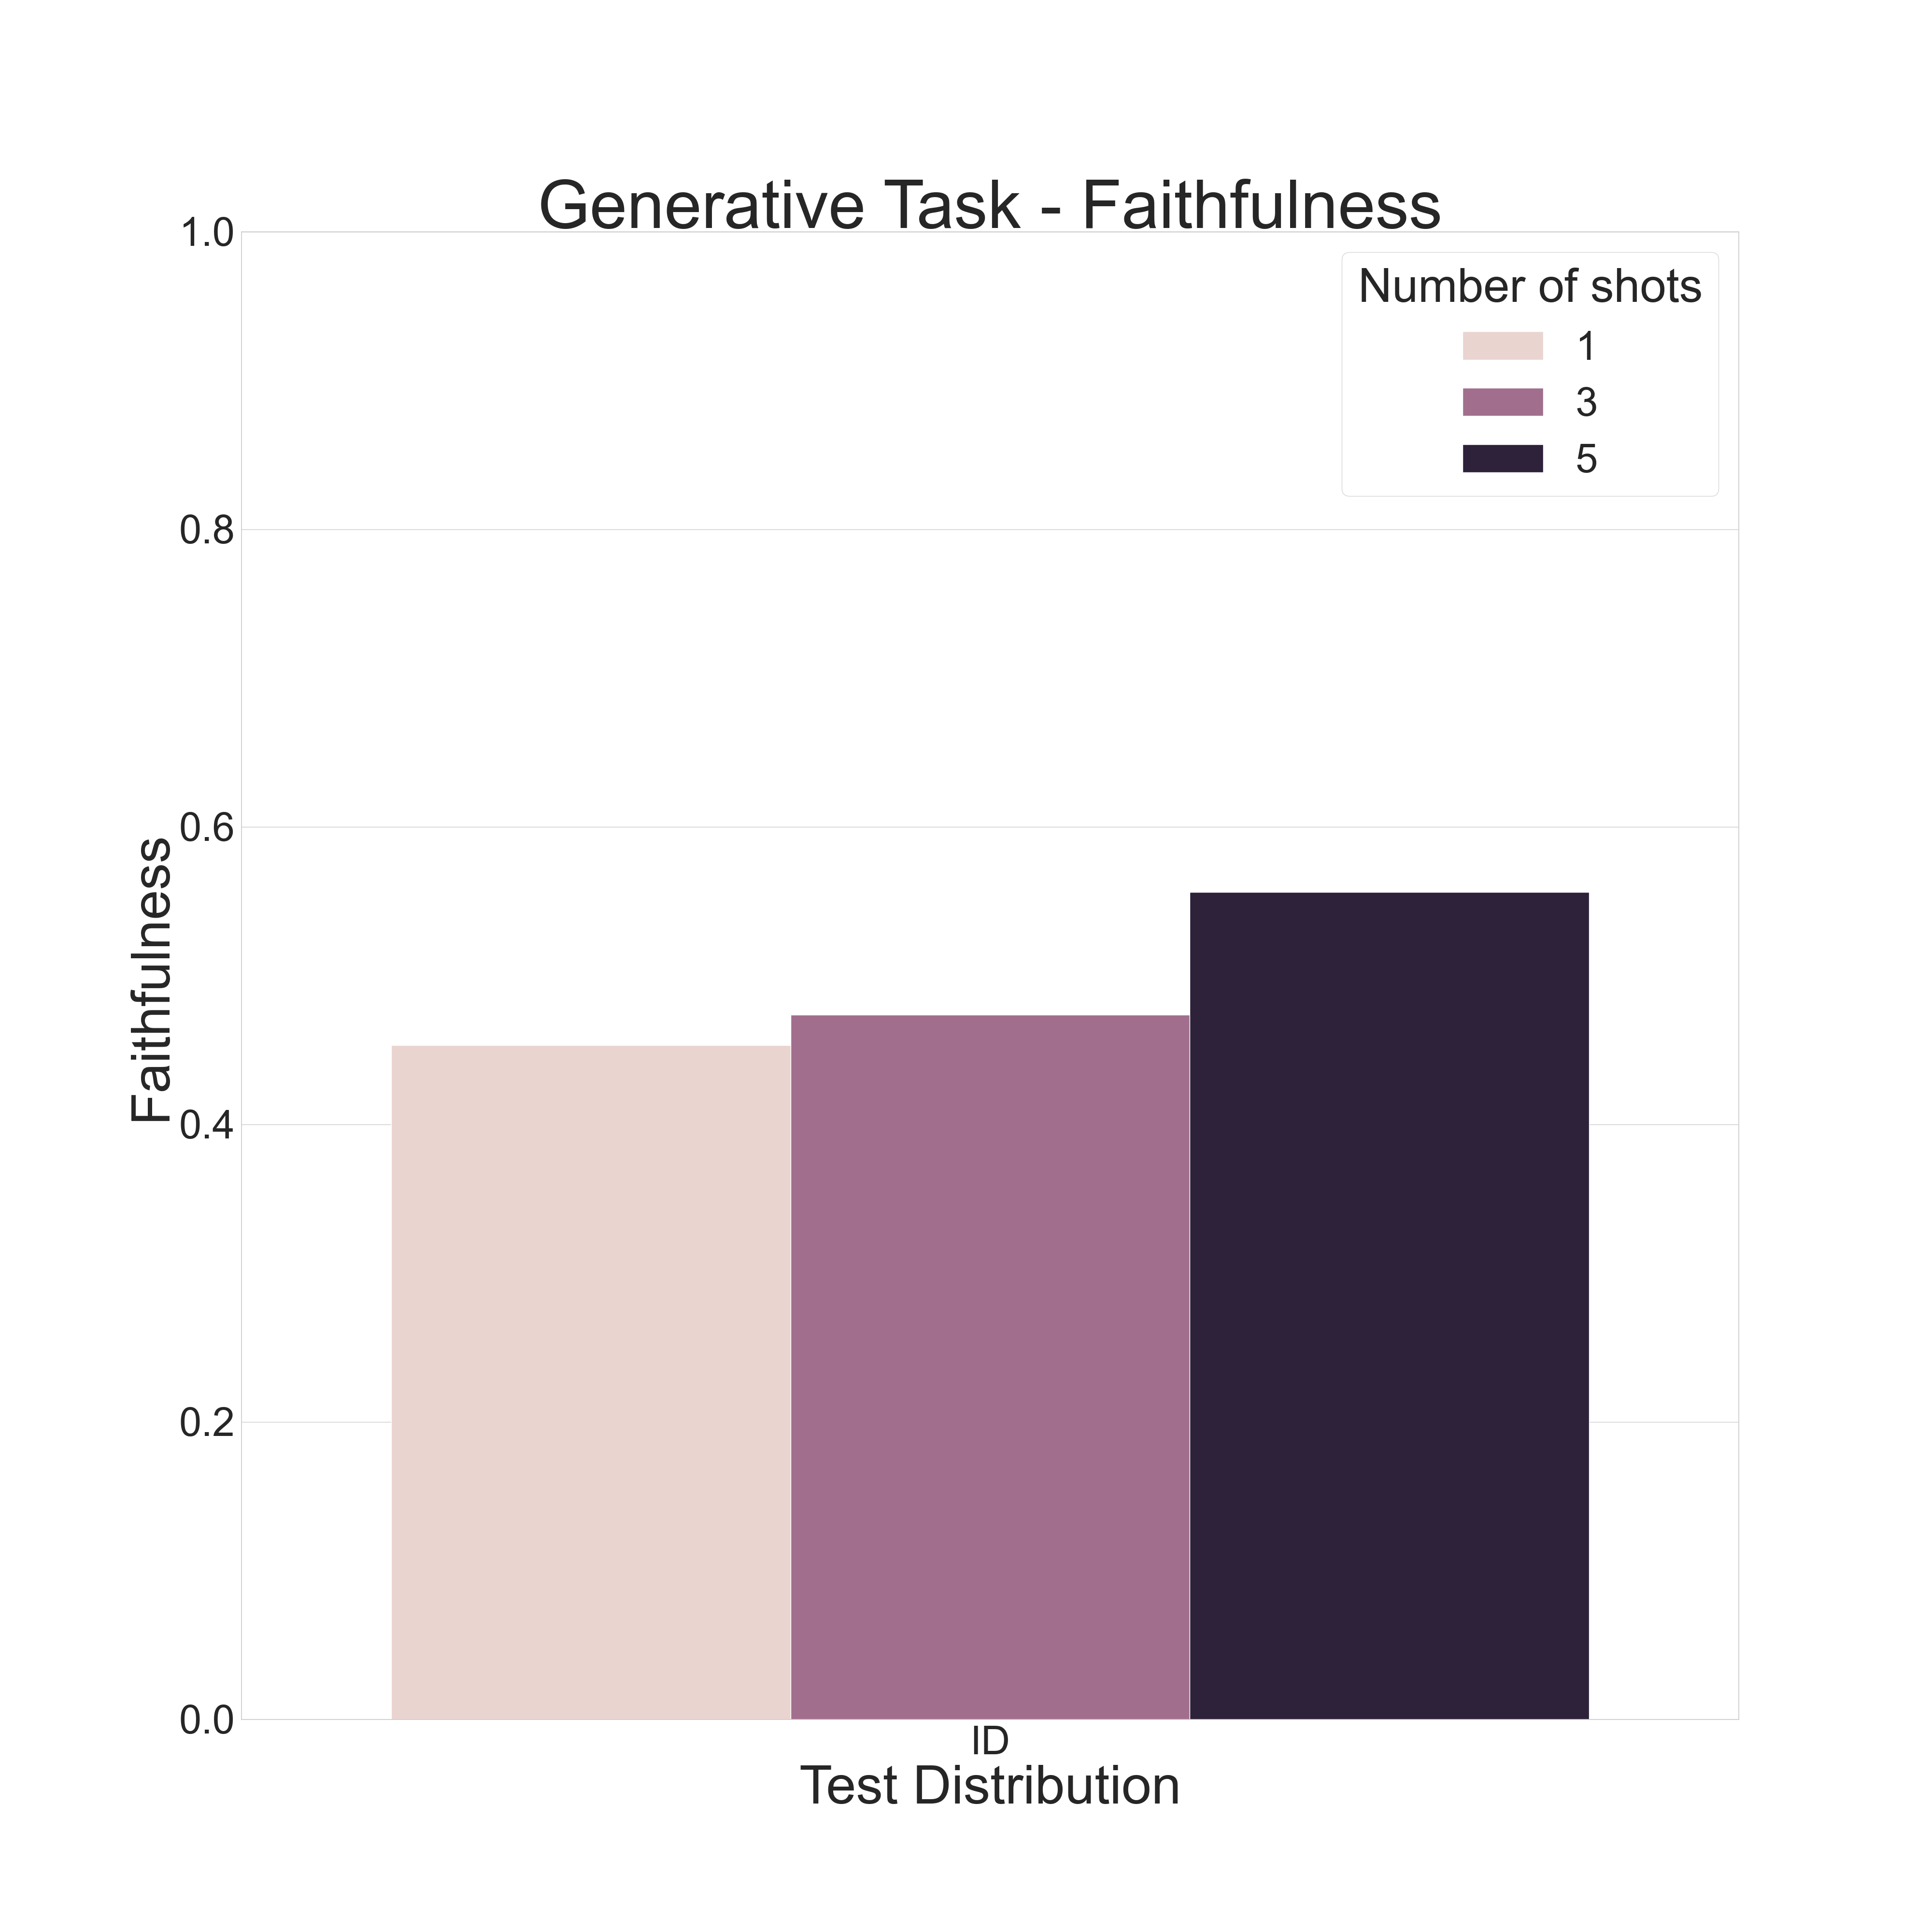 Generative Task - Faithfulness
1.0
Number of shots
1
3
5
0.8
0.6
0.4
0.2
0.0
Faithfulness
ID
Test Distribution